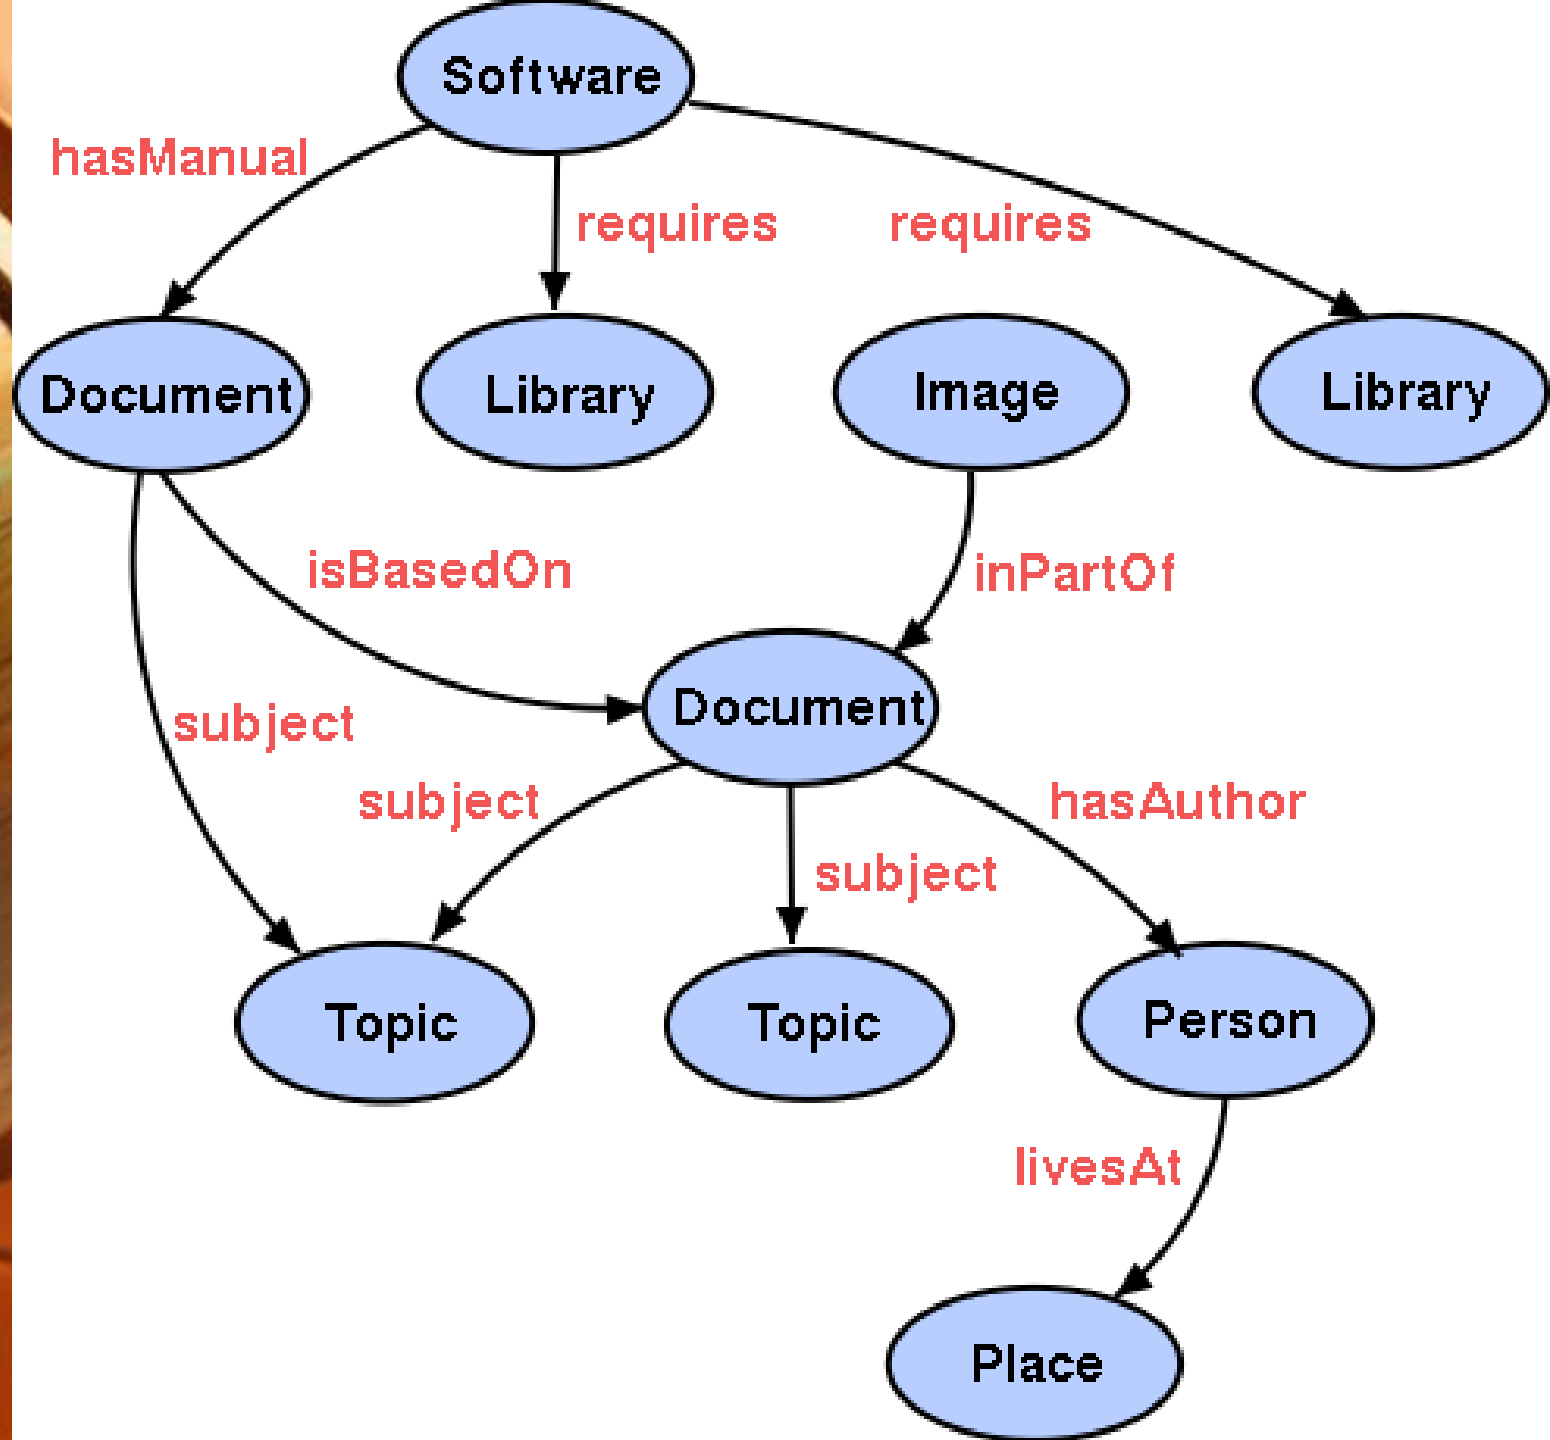 Software
hasManual
requires
requires
Document
Library
Image
Library
isBasedOn
inPartOf
subject
Document
subject
hasAuthor
subject
Topic
Topic
Person
livesAt
Place